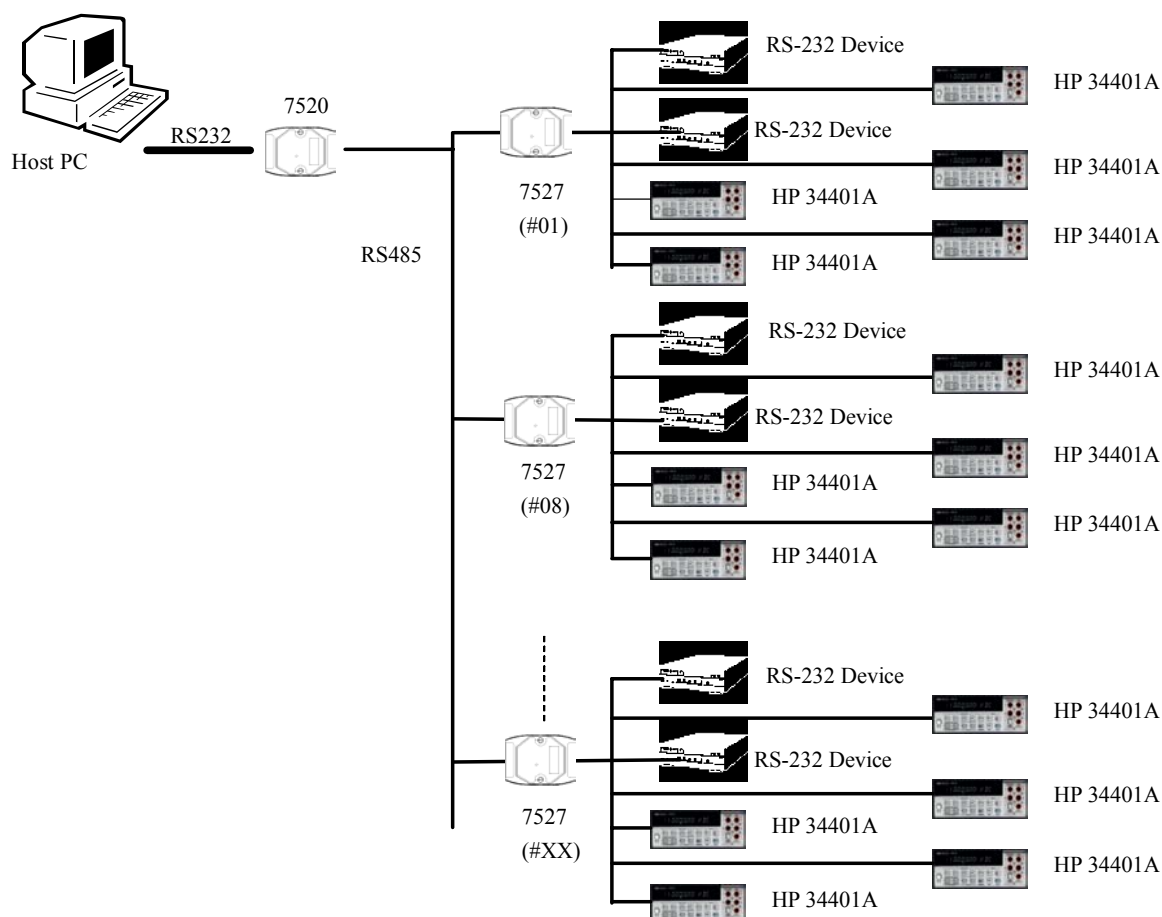 Host PC
RS232
7520
RS485
7527
(#01)
RS-232 Device
HP 34401A
RS-232 Device
HP 34401A
HP 34401A
HP 34401A
HP 34401A
7527
(#08)
RS-232 Device
HP 34401A
RS-232 Device
HP 34401A
HP 34401A
HP 34401A
HP 34401A
7527
(#XX)
RS-232 Device
HP 34401A
RS-232 Device
HP 34401A
HP 34401A
HP 34401A
HP 34401A